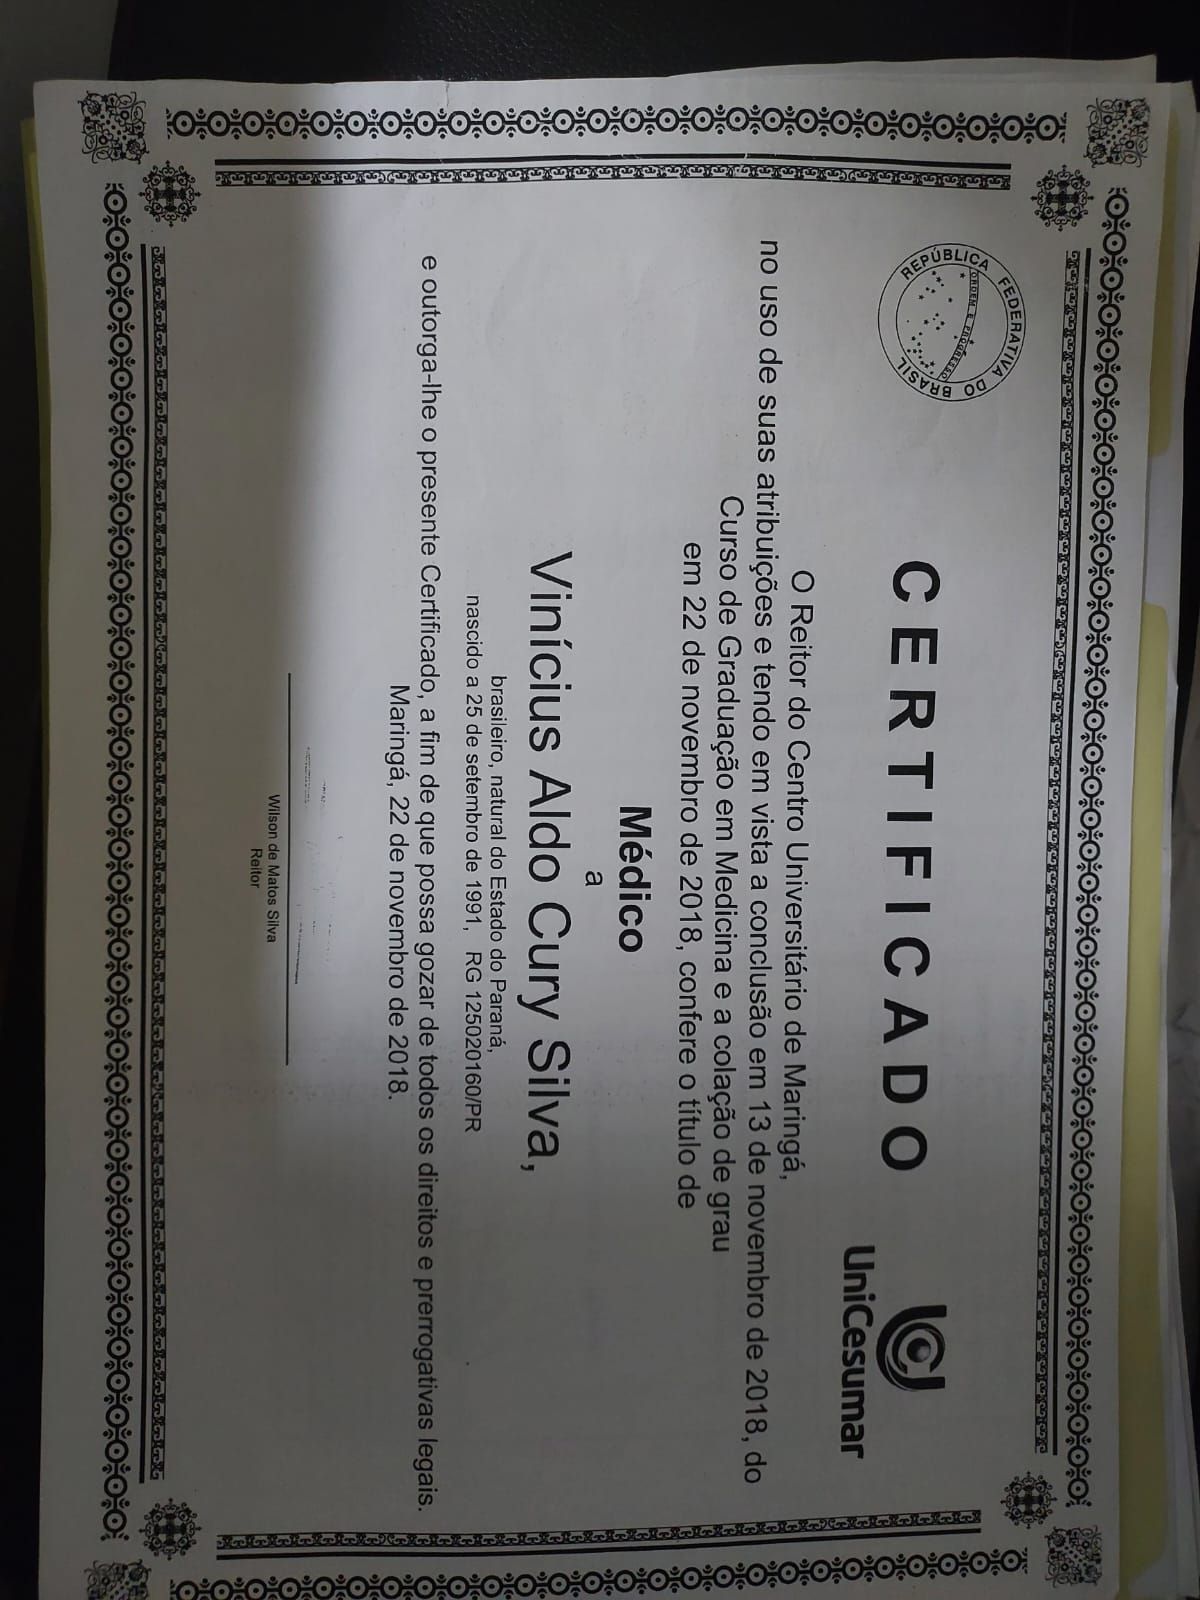 REPÚBLICA FEDERATIVA DO BRASIL
ORDEM E PROGRESSO
CERTIFICADO
UniCesumar
O Reitor do Centro Universitário de Maringá,
no uso de suas atribuições e tendo em vista a conclusão em 13 de novembro de 2018, do
Curso de Graduação em Medicina e a colação de grau
em 22 de novembro de 2018, confere o título de
Médico
a
Vinícius Aldo Cury Silva,
brasileiro, natural do Estado do Paraná,
nascido a 25 de setembro de 1991, RG 125020160/PR
e outorga-lhe o presente Certificado, a fim de que possa gozar de todos os direitos e prerrogativas legais.
Maringá, 22 de novembro de 2018.
Wilson de Matos Silva
Reitor